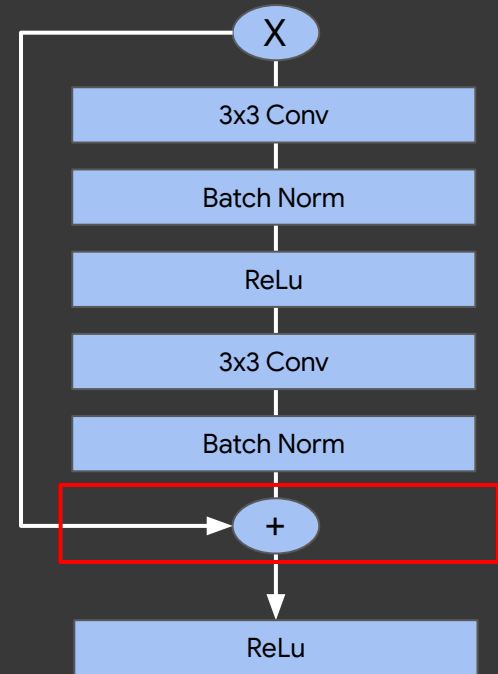 X
3x3 Conv
Batch Norm
ReLu
3x3 Conv
Batch Norm
+
ReLu